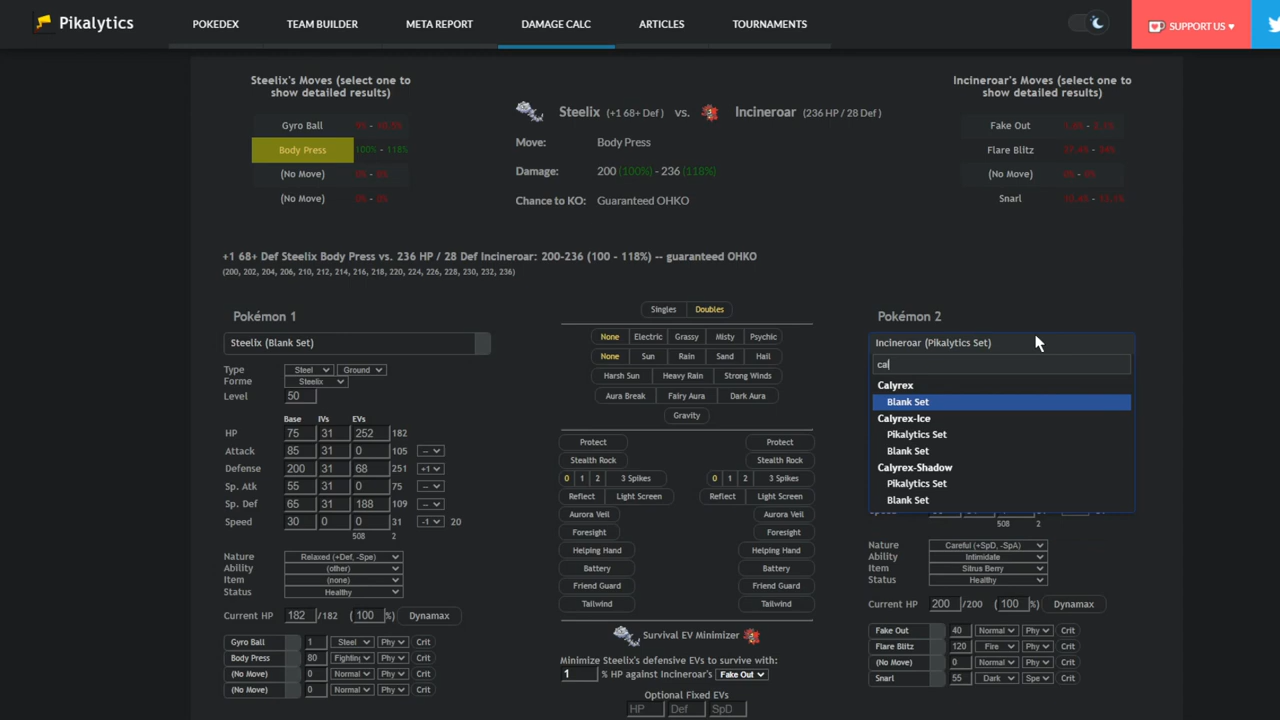 Pikalytics
POKEDEX TEAM BUILDER META REPORT DAMAGE CALC ARTICLES TOURNAMENTS SUPPORT US ♥
Steelix's Moves (select one to
show detailed results)
Gyro Ball
Body Press 100% - 118%
(No Move) 0% - 0%
(No Move) 0% - 0%
Steelix (+1 68+ Def ) vs. Incineroar (236 HP / 28 Def )
Move: Body Press
Damage: 200 (100%) - 236 (118%)
Chance to KO: Guaranteed OHKO
Incineroar's Moves (select one to
show detailed results)
Fake Out
Flare Blitz
(No Move) 0% - 0%
Snarl
+1 68+ Def Steelix Body Press vs. 236 HP / 28 Def Incineroar: 200-236 (100 - 118%) -- guaranteed OHKO
(200, 202, 204, 206, 210, 212, 214, 216, 218, 220, 224, 226, 228, 230, 232, 236)
Pokémon 1
Steelix (Blank Set)
Type Steel Ground
Forme Steelix
Level 50
Base IVs EVs
HP 75 31 252 182
Attack 85 31 0 105 --
Defense 200 31 68 251 +1
Sp. Atk 55 31 0 75 --
Sp. Def 65 31 188 109 --
Speed 30 0 0 31 -1 20
508 2
Nature Relaxed (+Def, -Spe)
Ability (other)
Item (none)
Status Healthy
Current HP 182 /182 (100 %) Dynamax
Gyro Ball 1 Steel Phy Crit
Body Press 80 Fighting Phy Crit
(No Move) 0 Normal Phy Crit
(No Move) 0 Normal Phy Crit
Singles Doubles
None Electric Grassy Misty Psychic
None Sun Rain Sand Hail
Harsh Sun Heavy Rain Strong Winds
Aura Break Fairy Aura Dark Aura
Gravity
Protect Protect
Stealth Rock Stealth Rock
0 1 2 3 Spikes 0 1 2 3 Spikes
Reflect Light Screen Reflect Light Screen
Aurora Veil Aurora Veil
Foresight Foresight
Helping Hand Helping Hand
Battery Battery
Friend Guard Friend Guard
Tailwind Tailwind
Survival EV Minimizer
Minimize Steelix's defensive EVs to survive with:
1 % HP against Incineroar's Fake Out
Optional Fixed EVs
HP Def SpD
Pokémon 2
Incineroar (Pikalytics Set)
cal
Calyrex
Blank Set
Calyrex-Ice
Pikalytics Set
Blank Set
Calyrex-Shadow
Pikalytics Set
Blank Set
508 2
Nature Careful (+SpD, -SpA)
Ability Intimidate
Item Sitrus Berry
Status Healthy
Current HP 200 /200 (100 %) Dynamax
Fake Out 40 Normal Phy Crit
Flare Blitz 120 Fire Phy Crit
(No Move) 0 Normal Phy Crit
Snarl 55 Dark Spe Crit